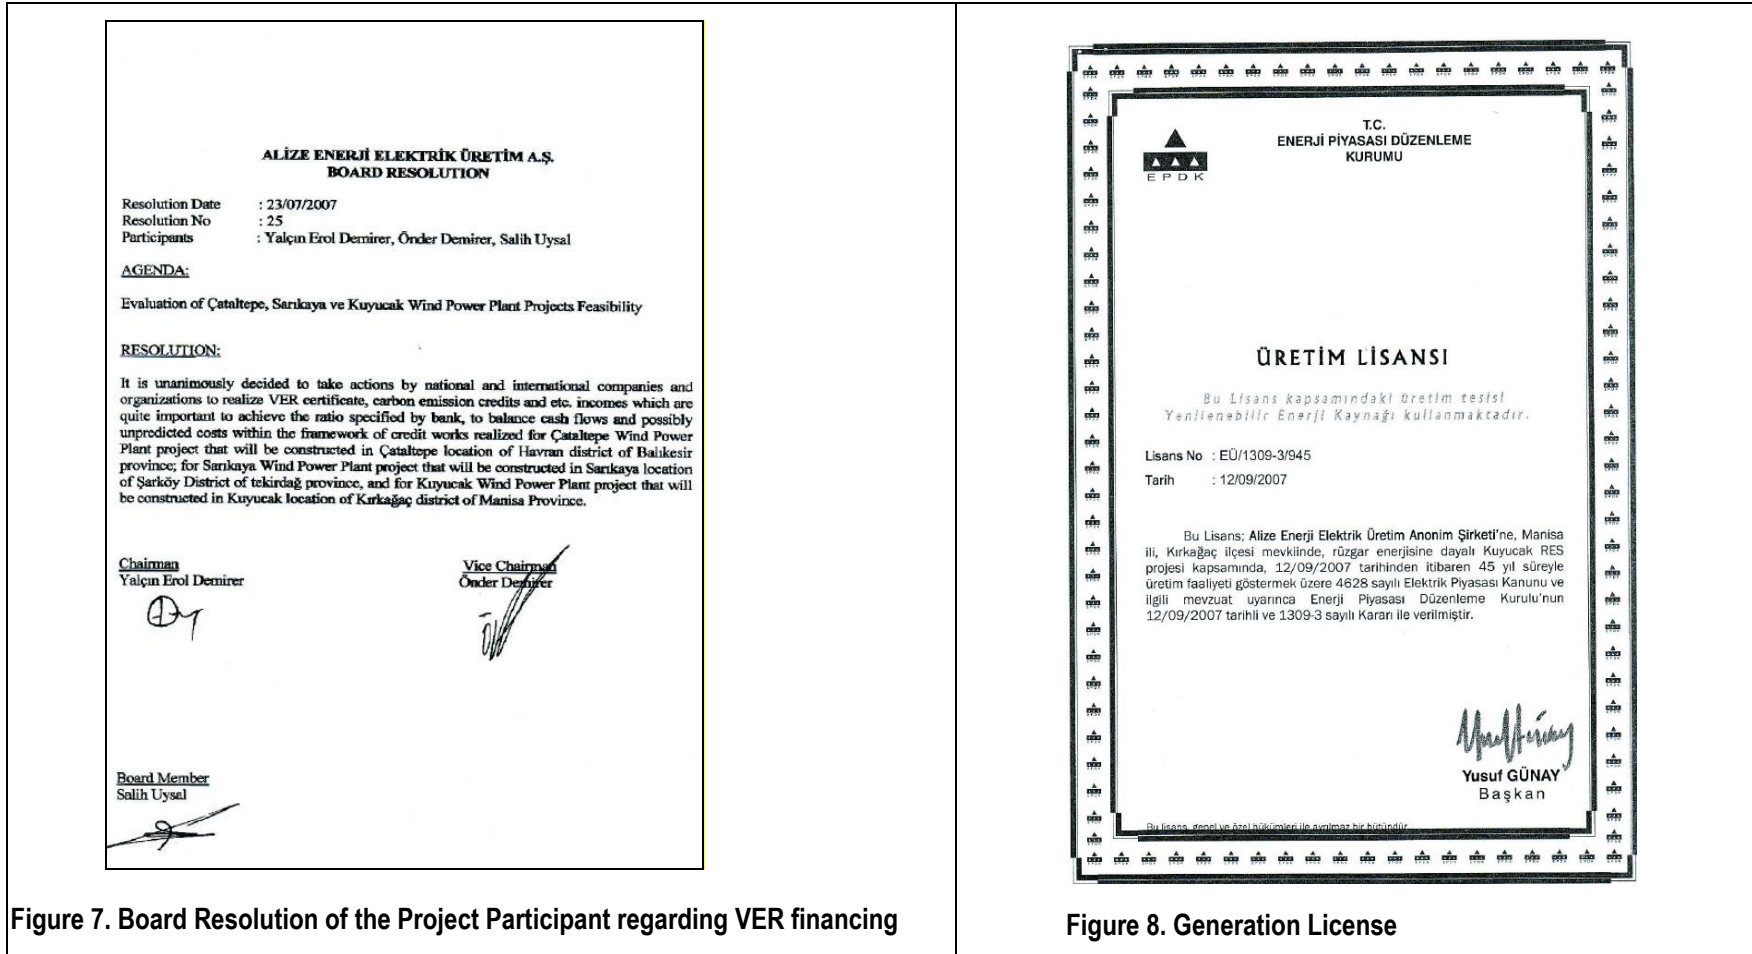 ALİZE ENERJİ ELEKTRİK ÜRETİM A.Ş.
BOARD RESOLUTION
Resolution Date : 23/07/2007
Resolution No : 25
Participants : Yalçın Erol Demirer, Önder Demirer, Salih Uysal
AGENDA:
Evaluation of Çataltepe, Sarıkaya ve Kuyucak Wind Power Plant Projects Feasibility
RESOLUTION:
It is unanimously decided to take actions by national and international companies and
organizations to realize VER certificate, carbon emission credits and etc. incomes which are
quite important to achieve the ratio specified by bank, to balance cash flows and possibly
unpredicted costs within the framework of credit works realized for Çataltepe Wind Power
Plant project that will be constructed in Çataltepe location of Havran district of Balıkesir
province; for Sarıkaya Wind Power Plant project that will be constructed in Sarıkaya location
of Şarköy District of tekirdağ province, and for Kuyucak Wind Power Plant project that will
be constructed in Kuyucak location of Kırkağaç district of Manisa Province.
Chairman
Yalçın Erol Demirer
Vice Chairman
Önder Demirer
Board Member
Salih Uysal
Figure 7. Board Resolution of the Project Participant regarding VER financing
EPDK
T.C.
ENERJİ PİYASASI DÜZENLEME
KURUMU
ÜRETİM LİSANSI
Bu Lisans kapsamındaki üretim tesisi
Yenilenebilir Enerji Kaynağı kullanmaktadır.
Lisans No : EÜ/1309-3/945
Tarih : 12/09/2007
Bu Lisans; Alize Enerji Elektrik Üretim Anonim Şirketi'ne, Manisa
ili, Kırkağaç ilçesi mevkiinde, rüzgar enerjisine dayalı Kuyucak RES
projesi kapsamında, 12/09/2007 tarihinden itibaren 45 yıl süreyle
üretim faaliyeti göstermek üzere 4628 sayılı Elektrik Piyasası Kanunu ve
ilgili mevzuat uyarınca Enerji Piyasası Düzenleme Kurulu'nun
12/09/2007 tarihli ve 1309-3 sayılı Kararı ile verilmiştir.
Yusuf GÜNAY
Başkan
Bu lisans, genel ve özel hükümleri ile ayrılmaz bir bütündür.
Figure 8. Generation License